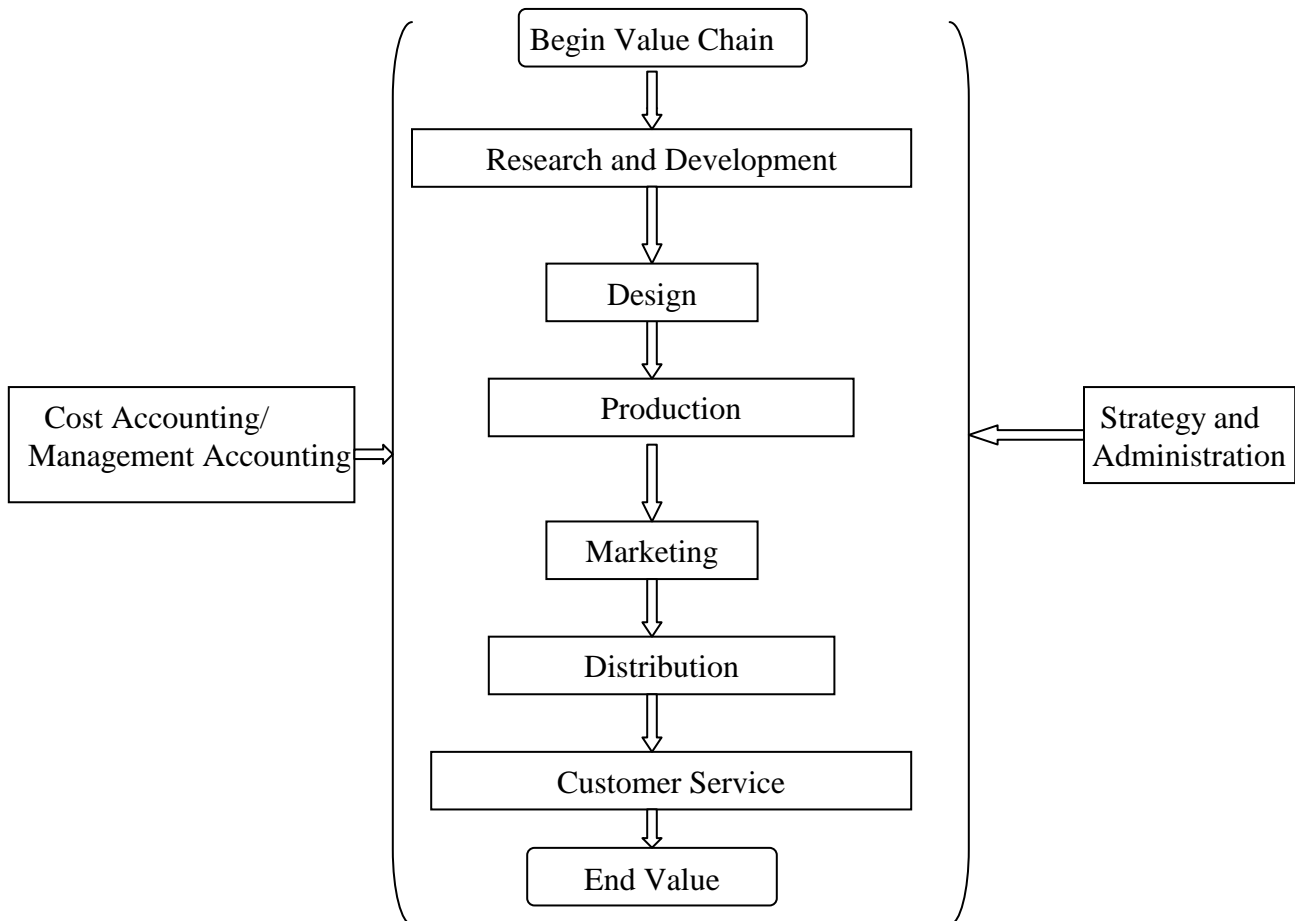 Begin Value Chain
Research and Development
Design
Production
Cost Accounting/
Management Accounting
Strategy and
Administration
Marketing
Distribution
Customer Service
End Value